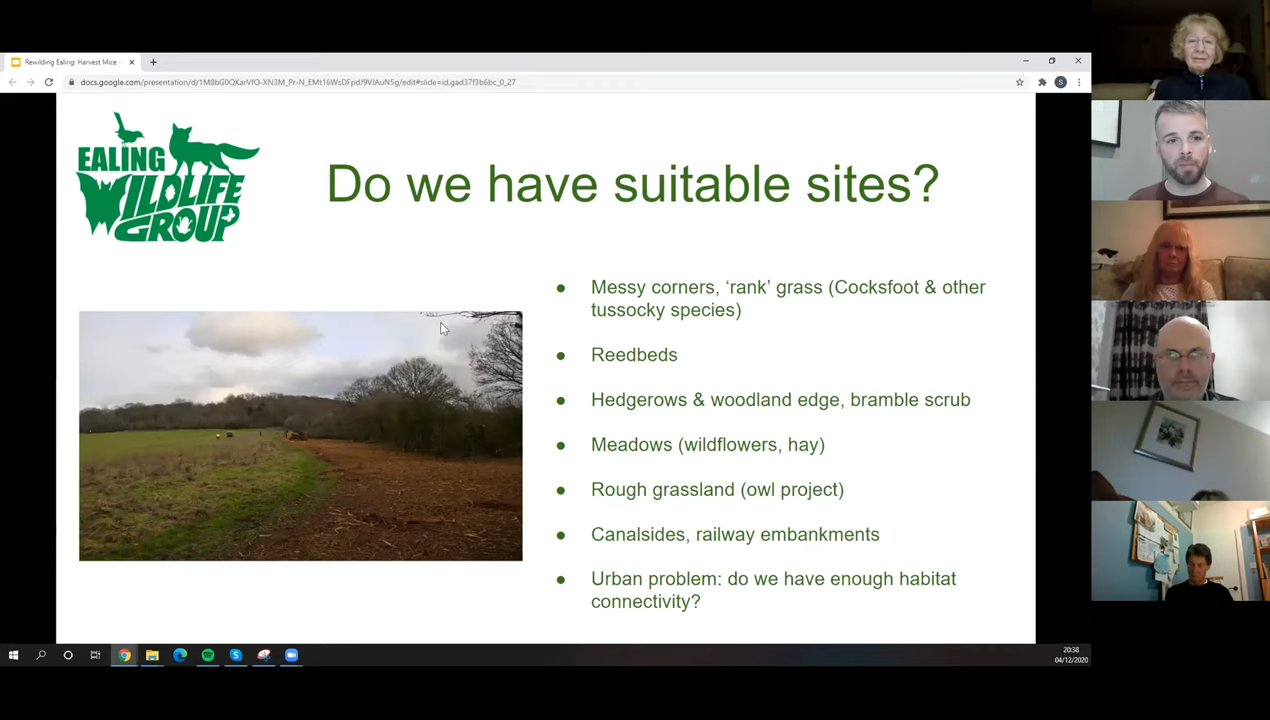 Rewilding Ealing: Harvest Mice
docs.google.com/presentation/d/1M8bG0QKarVfO-XN3M_Pr-N_EMt16WsDFpdJ9VJAuN5g/edit#slide=id.gad37f3b6bc_0_27
EALING
WILDLIFE
GROUP
Do we have suitable sites?
● Messy corners, ‘rank’ grass (Cocksfoot & other
tussocky species)
● Reedbeds
● Hedgerows & woodland edge, bramble scrub
● Meadows (wildflowers, hay)
● Rough grassland (owl project)
● Canalsides, railway embankments
● Urban problem: do we have enough habitat
connectivity?
20:38
04/12/2020